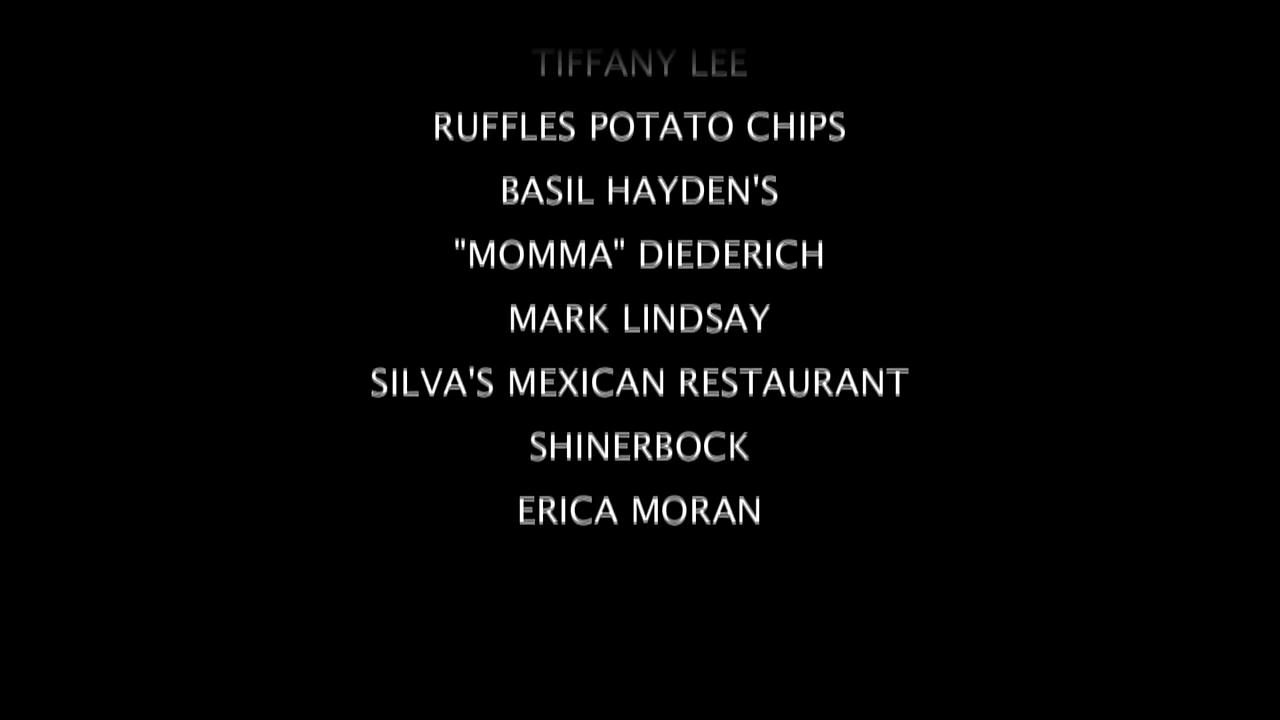 TIFFANY LEE
RUFFLES POTATO CHIPS
BASIL HAYDEN'S
"MOMMA" DIEDERICH
MARK LINDSAY
SILVA'S MEXICAN RESTAURANT
SHINERBOCK
ERICA MORAN